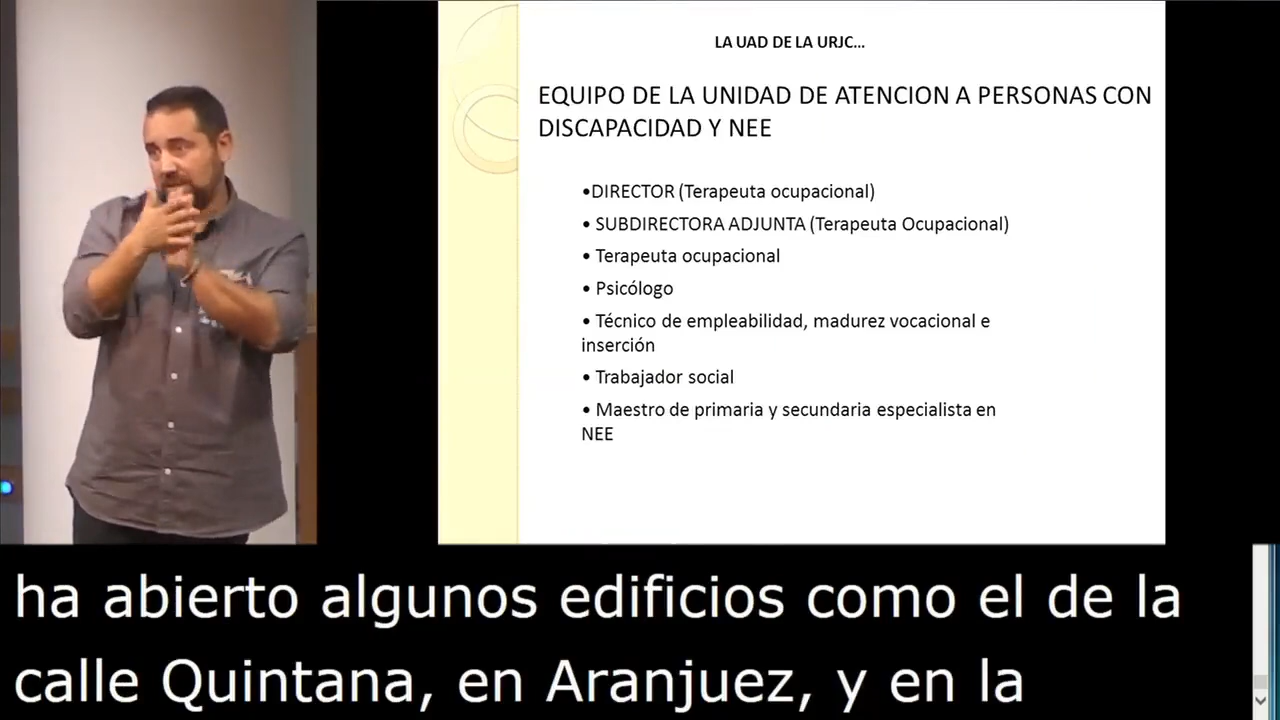 LA UAD DE LA URJC...
EQUIPO DE LA UNIDAD DE ATENCION A PERSONAS CON
DISCAPACIDAD Y NEE
•DIRECTOR (Terapeuta ocupacional)
• SUBDIRECTORA ADJUNTA (Terapeuta Ocupacional)
• Terapeuta ocupacional
• Psicólogo
• Técnico de empleabilidad, madurez vocacional e
inserción
• Trabajador social
• Maestro de primaria y secundaria especialista en
NEE
ha abierto algunos edificios como el de la
calle Quintana, en Aranjuez, y en la